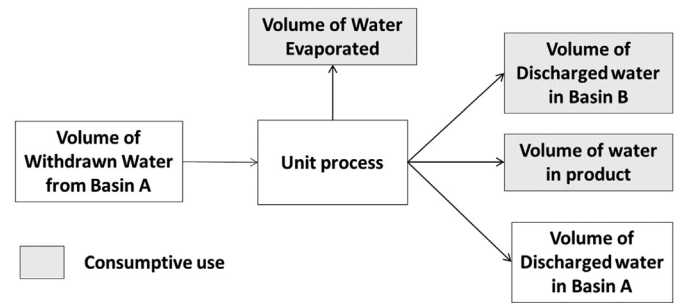 Volume of Water
Evaporated
Volume of
Discharged water
in Basin B
Volume of
Withdrawn Water
from Basin A
Unit process
Volume of water
in product
Volume of
Discharged water
in Basin A
Consumptive use